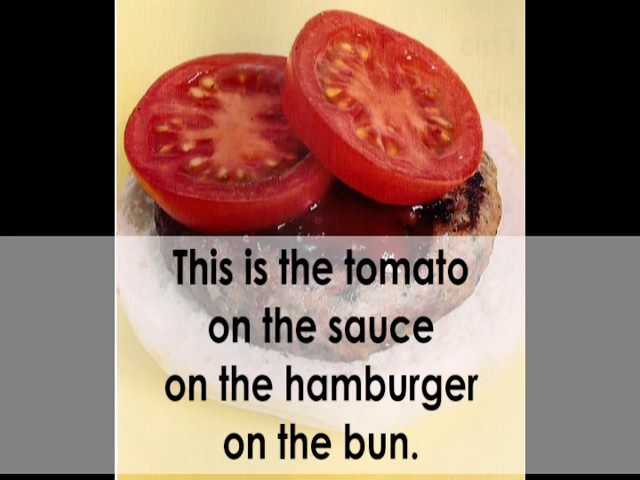 This is the tomato
on the sauce
on the hamburger
on the bun.